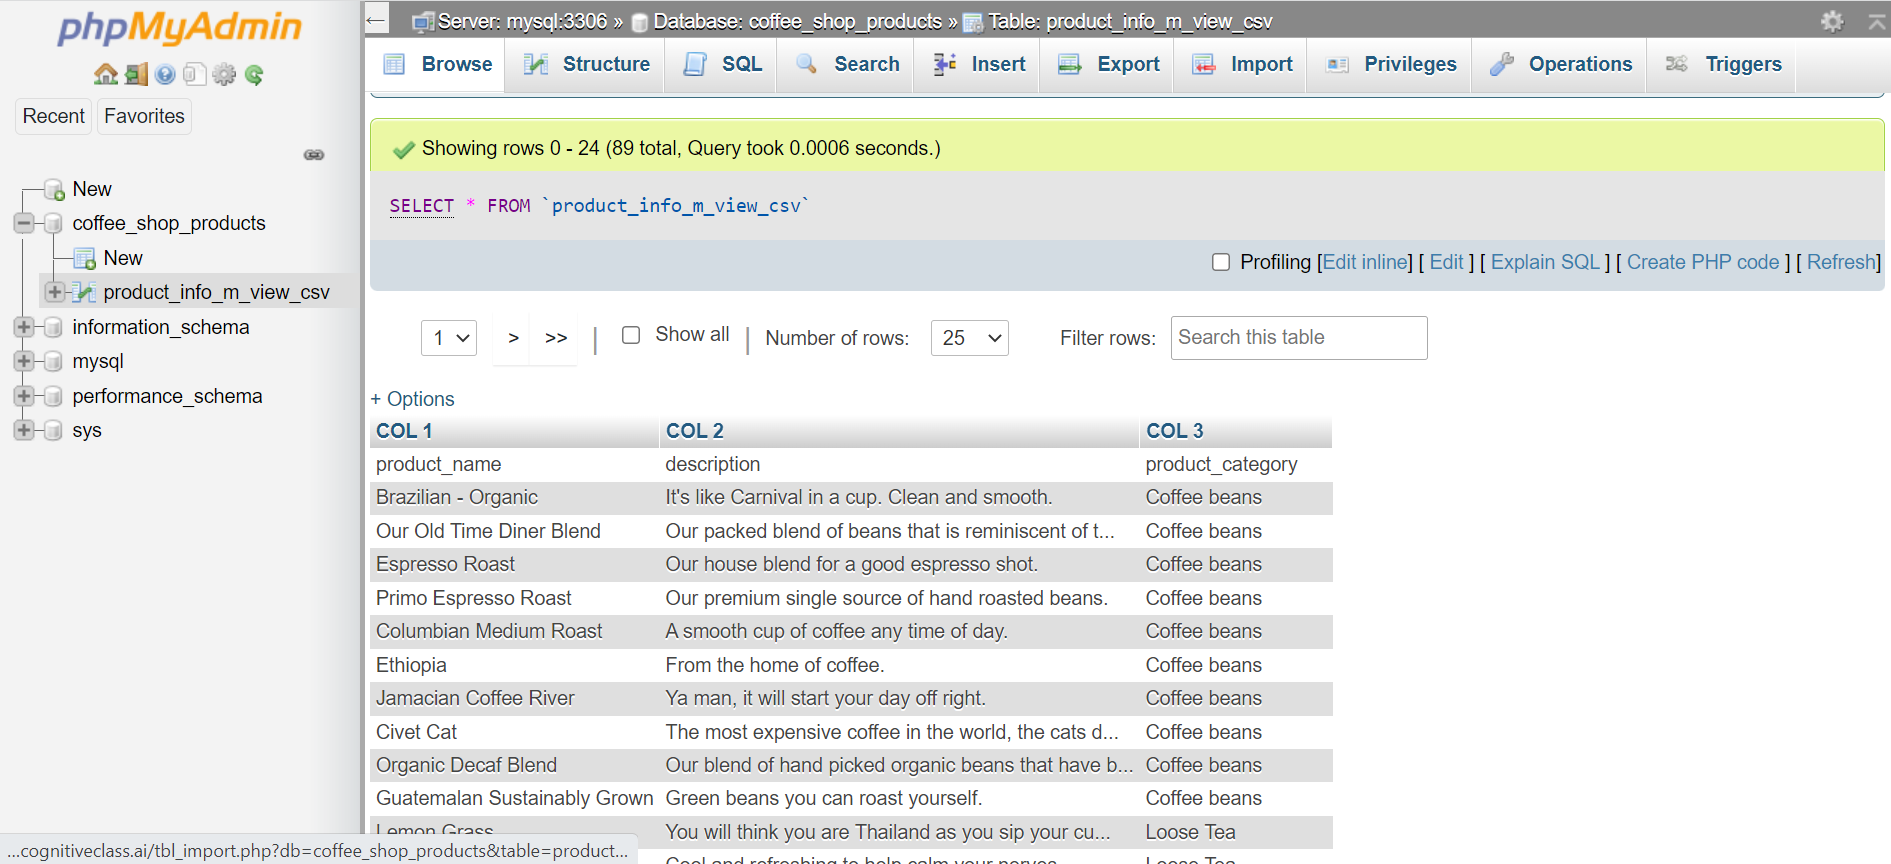 phpMyAdmin
Recent Favorites
New
coffee_shop_products
New
product_info_m_view_csv
information_schema
mysql
performance_schema
sys
Server: mysql:3306 » Database: coffee_shop_products » Table: product_info_m_view_csv
Browse Structure SQL Search Insert Export Import Privileges Operations Triggers
Showing rows 0 - 24 (89 total, Query took 0.0006 seconds.)
SELECT * FROM `product_info_m_view_csv`
Profiling [Edit inline] [ Edit ] [ Explain SQL ] [ Create PHP code ] [ Refresh]
1 > >> | Show all | Number of rows: 25 Filter rows: Search this table
+ Options
COL 1 COL 2 COL 3
product_name description product_category
Brazilian - Organic It's like Carnival in a cup. Clean and smooth. Coffee beans
Our Old Time Diner Blend Our packed blend of beans that is reminiscent of t... Coffee beans
Espresso Roast Our house blend for a good espresso shot. Coffee beans
Primo Espresso Roast Our premium single source of hand roasted beans. Coffee beans
Columbian Medium Roast A smooth cup of coffee any time of day. Coffee beans
Ethiopia From the home of coffee. Coffee beans
Jamacian Coffee River Ya man, it will start your day off right. Coffee beans
Civet Cat The most expensive coffee in the world, the cats d... Coffee beans
Organic Decaf Blend Our blend of hand picked organic beans that have b... Coffee beans
Guatemalan Sustainably Grown Green beans you can roast yourself. Coffee beans
Lemon Grass You will think you are Thailand as you sip your cu... Loose Tea
Cool and refreshing to help calm your nerves. Loose Tea
...cognitiveclass.ai/tbl_import.php?db=coffee_shop_products&table=product...